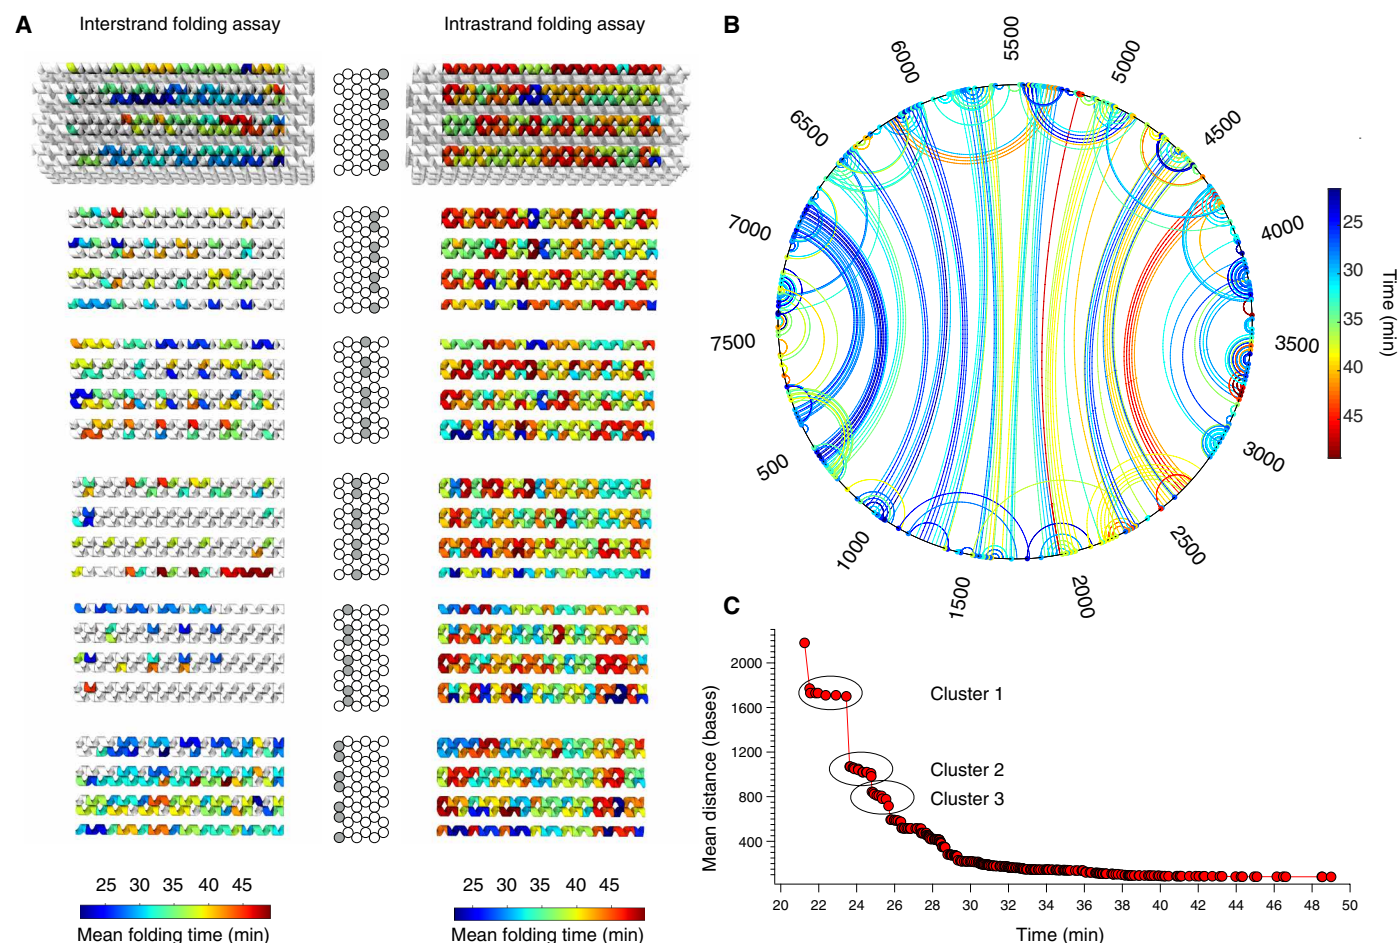 A
Interstrand folding assay
Intrastrand folding assay
25 30 35 40 45
Mean folding time (min)
25 30 35 40 45
Mean folding time (min)
B
5500
5000
4500
4000
3500
3000
2500
2000
1500
1000
500
7500
7000
6500
6000
25
30
35
40
45
Time (min)
C
Mean distance (bases)
2000
1600
1200
800
400
Cluster 1
Cluster 2
Cluster 3
20 22 24 26 28 30 32 34 36 38 40 42 44 46 48 50
Time (min)